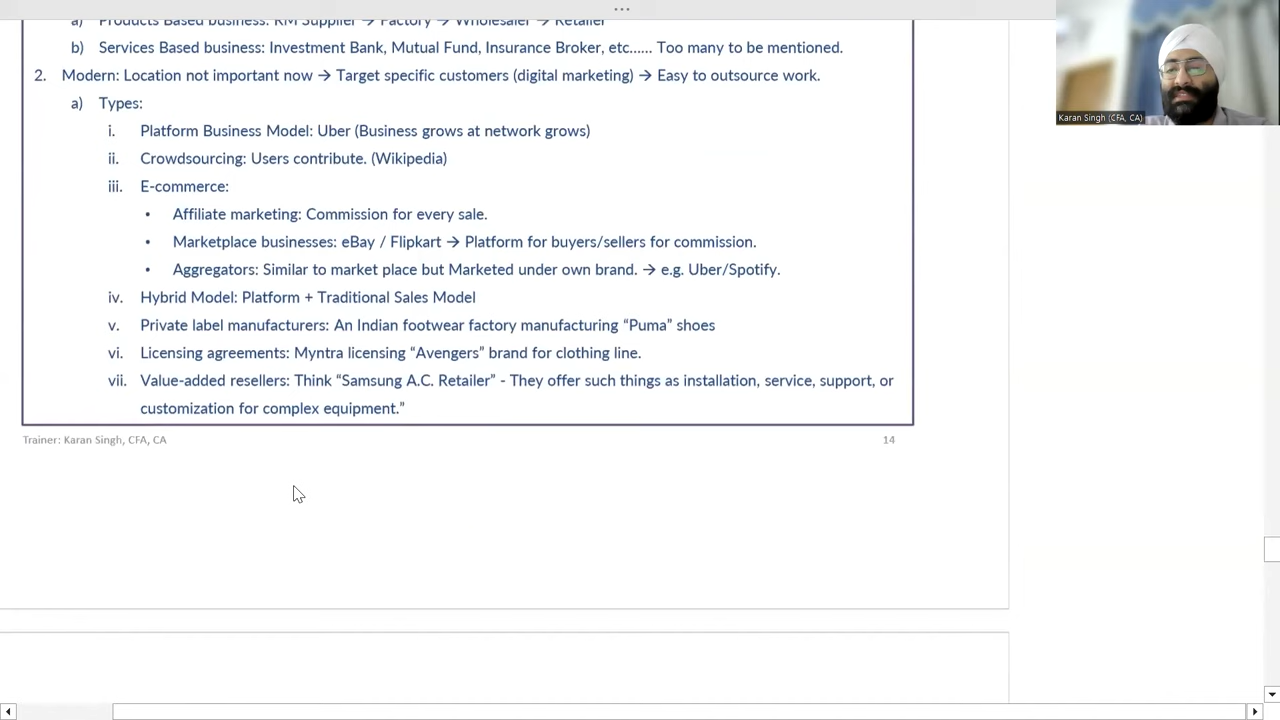 a) Products Based business: RM Supplier → Factory → Wholesaler → Retailer
b) Services Based business: Investment Bank, Mutual Fund, Insurance Broker, etc...... Too many to be mentioned.
2. Modern: Location not important now → Target specific customers (digital marketing) → Easy to outsource work.
a) Types:
i. Platform Business Model: Uber (Business grows at network grows)
ii. Crowdsourcing: Users contribute. (Wikipedia)
iii. E-commerce:
• Affiliate marketing: Commission for every sale.
• Marketplace businesses: eBay / Flipkart → Platform for buyers/sellers for commission.
• Aggregators: Similar to market place but Marketed under own brand. → e.g. Uber/Spotify.
iv. Hybrid Model: Platform + Traditional Sales Model
v. Private label manufacturers: An Indian footwear factory manufacturing “Puma” shoes
vi. Licensing agreements: Myntra licensing “Avengers” brand for clothing line.
vii. Value-added resellers: Think “Samsung A.C. Retailer” - They offer such things as installation, service, support, or
customization for complex equipment.”
Trainer: Karan Singh, CFA, CA
14
Karan Singh (CFA, CA)